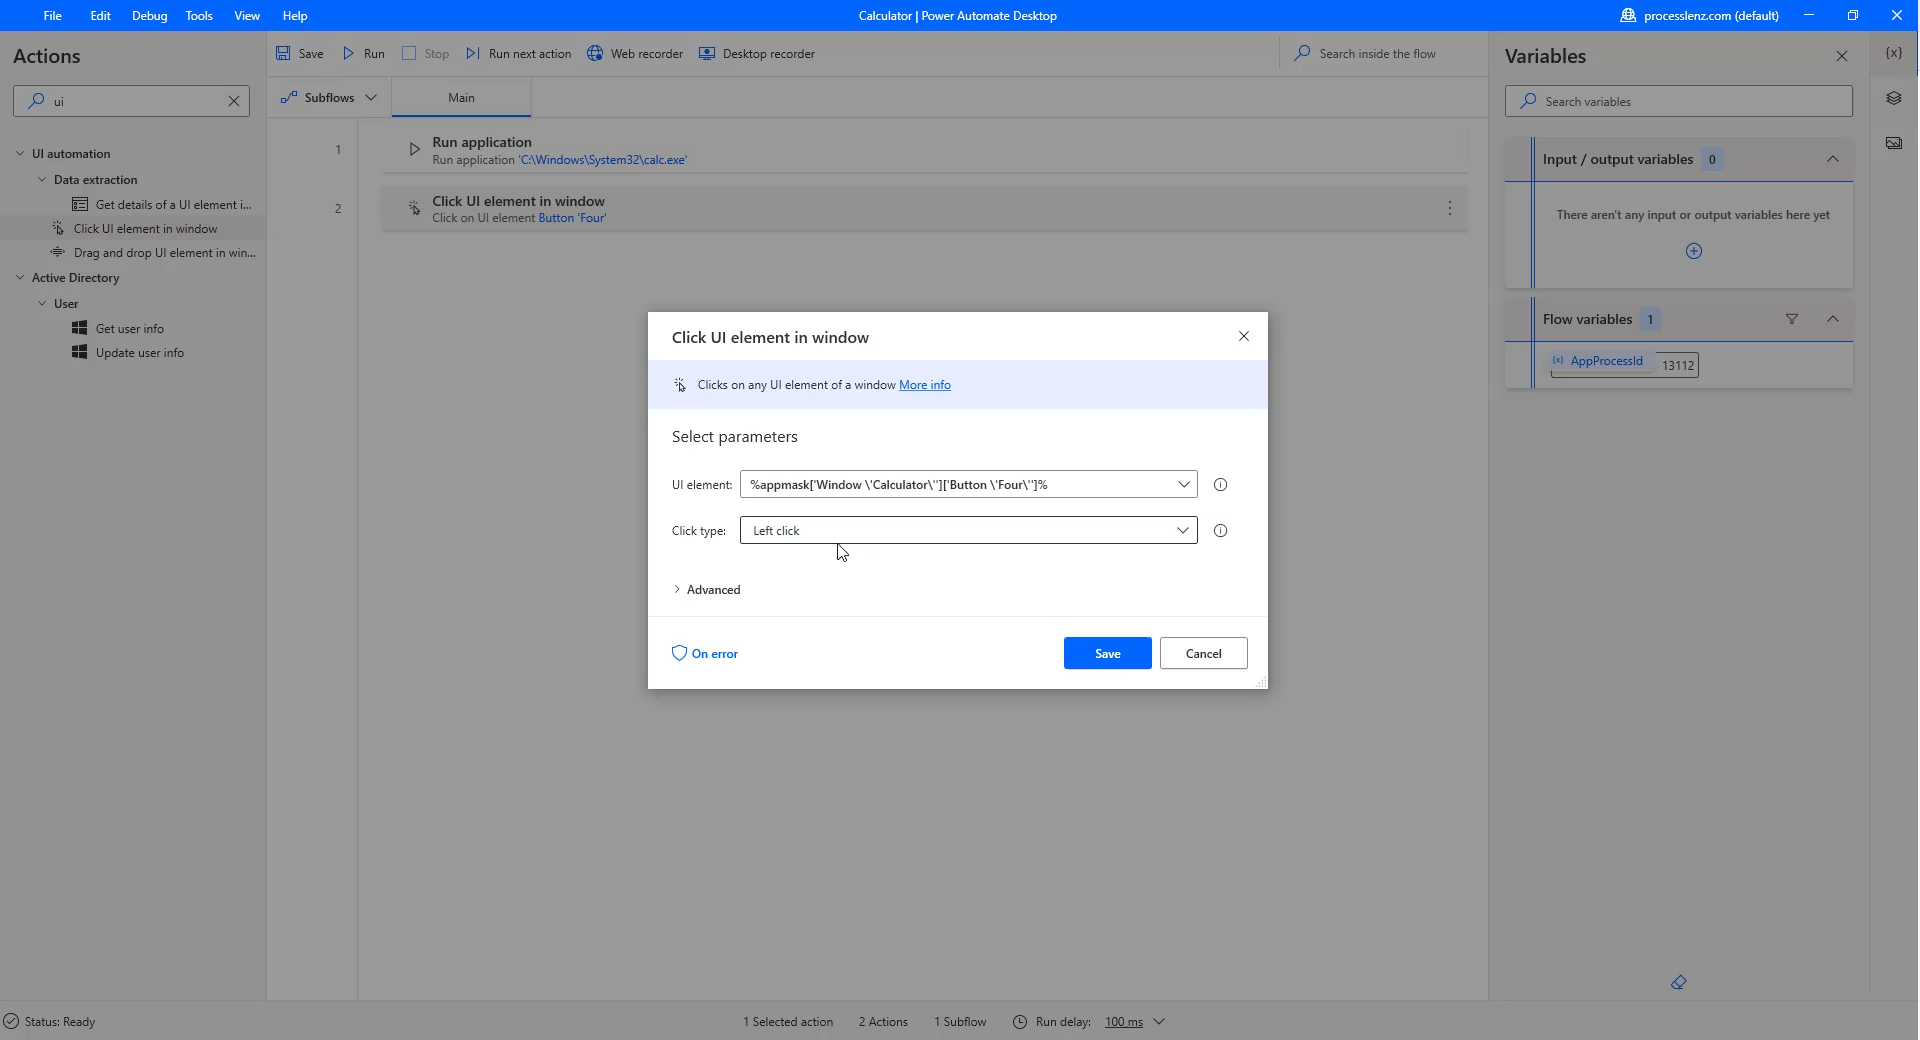 File Edit Debug Tools View Help Calculator | Power Automate Desktop processlenz.com (default)
Actions
Save Run Stop Run next action Web recorder Desktop recorder Search inside the flow
Variables
{x}
ui
Subflows Main
Search variables
UI automation
Data extraction
Get details of a UI element i...
Click UI element in window
Drag and drop UI element in win...
Active Directory
User
Get user info
Update user info
1
Run application
Run application 'C:\Windows\System32\calc.exe'
2
Click UI element in window
Click on UI element Button 'Four'
Input / output variables 0
There aren't any input or output variables here yet
Flow variables 1
(x) AppProcessId 13112
Click UI element in window
Clicks on any UI element of a window More info
Select parameters
UI element: %appmask['Window \'Calculator\'']['Button \'Four\'']%
Click type: Left click
Advanced
On error Save Cancel
Status: Ready 1 Selected action 2 Actions 1 Subflow Run delay: 100 ms